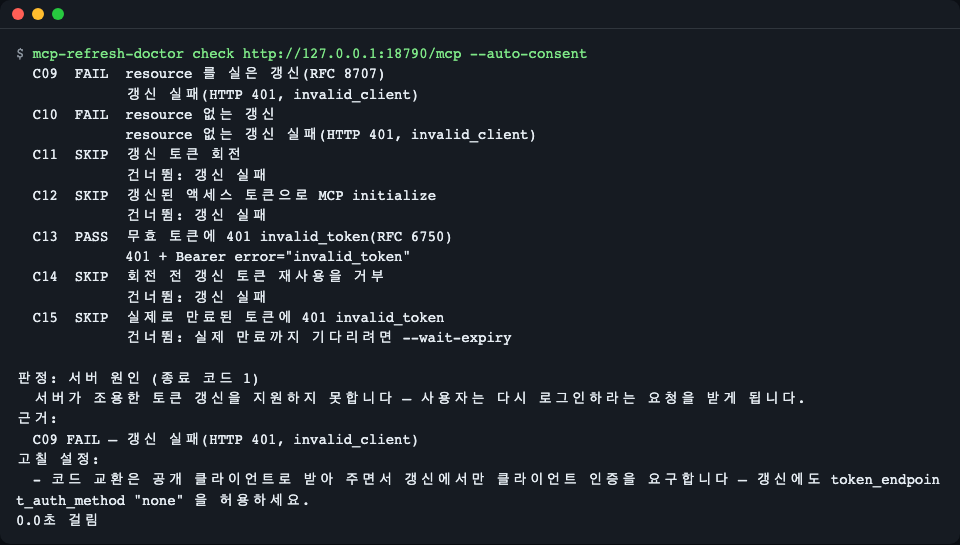 $ mcp-refresh-doctor check http://127.0.0.1:18790/mcp --auto-consent
C09 FAIL resource 를 실은 갱신(RFC 8707)
갱신 실패(HTTP 401, invalid_client)
C10 FAIL resource 없는 갱신
resource 없는 갱신 실패(HTTP 401, invalid_client)
C11 SKIP 갱신 토큰 회전
건너뜀: 갱신 실패
C12 SKIP 갱신된 액세스 토큰으로 MCP initialize
건너뜀: 갱신 실패
C13 PASS 무효 토큰에 401 invalid_token(RFC 6750)
401 + Bearer error="invalid_token"
C14 SKIP 회전 전 갱신 토큰 재사용을 거부
건너뜀: 갱신 실패
C15 SKIP 실제로 만료된 토큰에 401 invalid_token
건너뜀: 실제 만료까지 기다리려면 --wait-expiry
판정: 서버 원인 (종료 코드 1)
서버가 조용한 토큰 갱신을 지원하지 못합니다 — 사용자는 다시 로그인하라는 요청을 받게 됩니다.
근거:
C09 FAIL — 갱신 실패(HTTP 401, invalid_client)
고칠 설정:
- 코드 교환은 공개 클라이언트로 받아 주면서 갱신에서만 클라이언트 인증을 요구합니다 — 갱신에도 token_endpoin
t_auth_method "none" 을 허용하세요.
0.0초 걸림